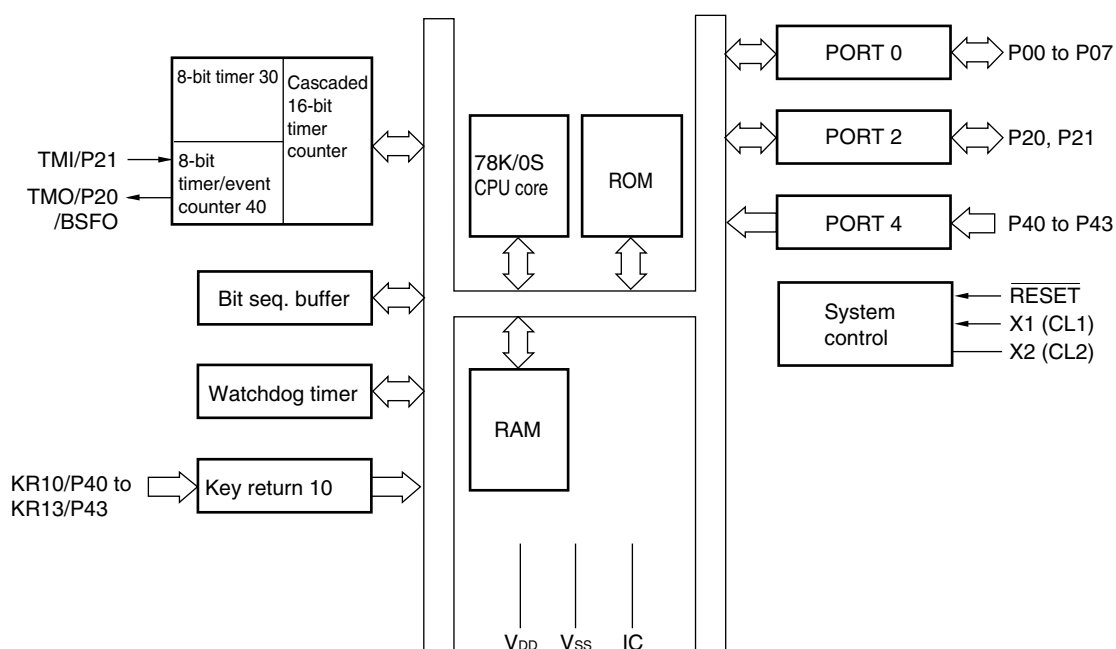 8-bit timer 30
Cascaded
16-bit
timer
counter
8-bit
timer/event
counter 40
TMI/P21
TMO/P20
/BSFO
Bit seq. buffer
Watchdog timer
KR10/P40 to
KR13/P43
Key return 10
78K/0S
CPU core
ROM
RAM
VDD
VSS
IC
PORT 0
P00 to P07
PORT 2
P20, P21
PORT 4
P40 to P43
System
control
RESET
X1 (CL1)
X2 (CL2)